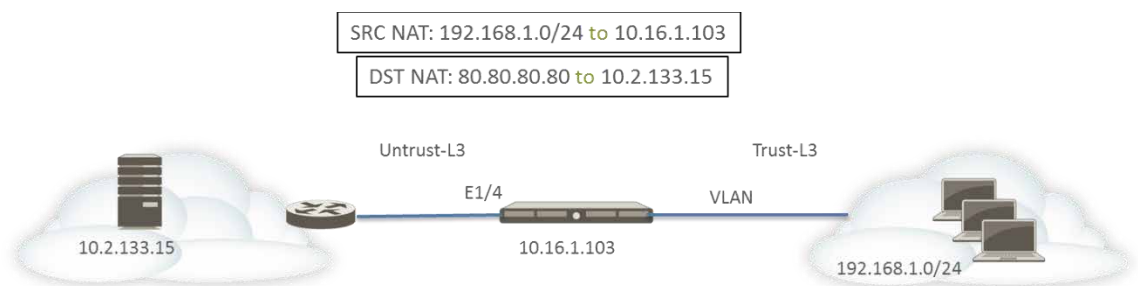 SRC NAT: 192.168.1.0/24 to 10.16.1.103
DST NAT: 80.80.80.80 to 10.2.133.15
Untrust-L3
Trust-L3
E1/4
VLAN
10.2.133.15
10.16.1.103
192.168.1.0/24